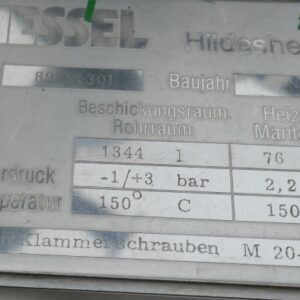 ESSEL Hildeshe
Baujahr
Beschickungsraum Heiz
Rohrraum Mant
1344 l 76
rdruck -1/+3 bar 2,2
peratur 150° C 150
Klammerschrauben M 20-